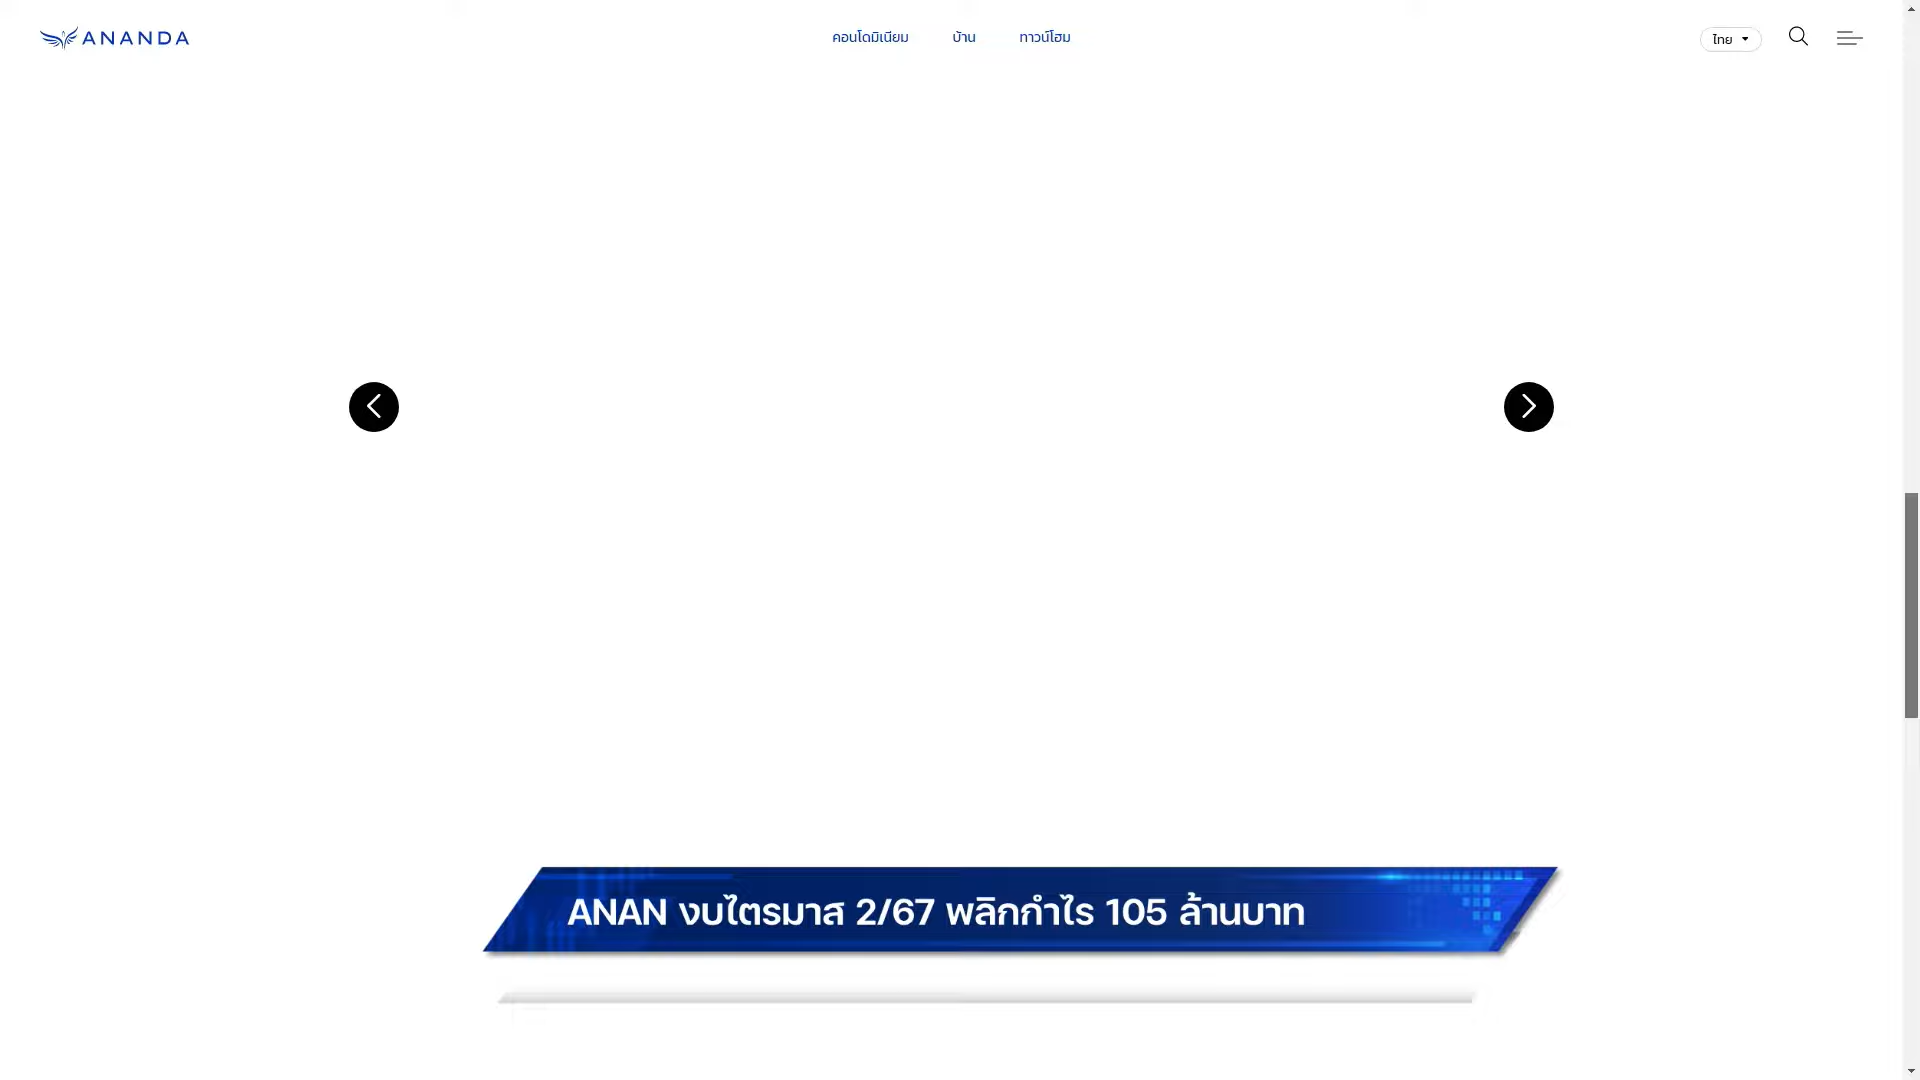 ANANDA
คอนโดมิเนียม
บ้าน
ทาวน์โฮม
ไทย
ANAN งบไตรมาส 2/67 พลิกกำไร 105 ล้านบาท